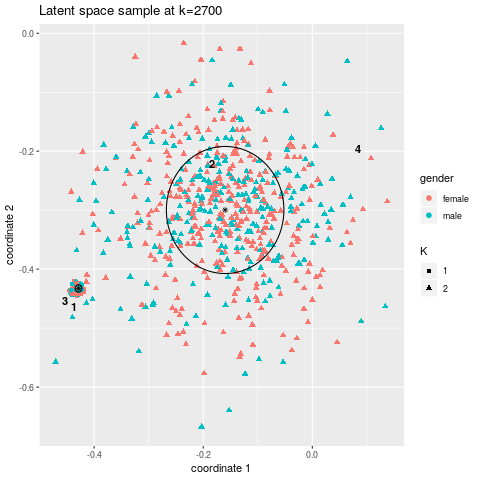 Latent space sample at k=2700
0.0
-0.2
-0.4
-0.6
coordinate 2
4
2
3
1
-0.4
-0.2
0.0
coordinate 1
gender
female
male
K
1
2